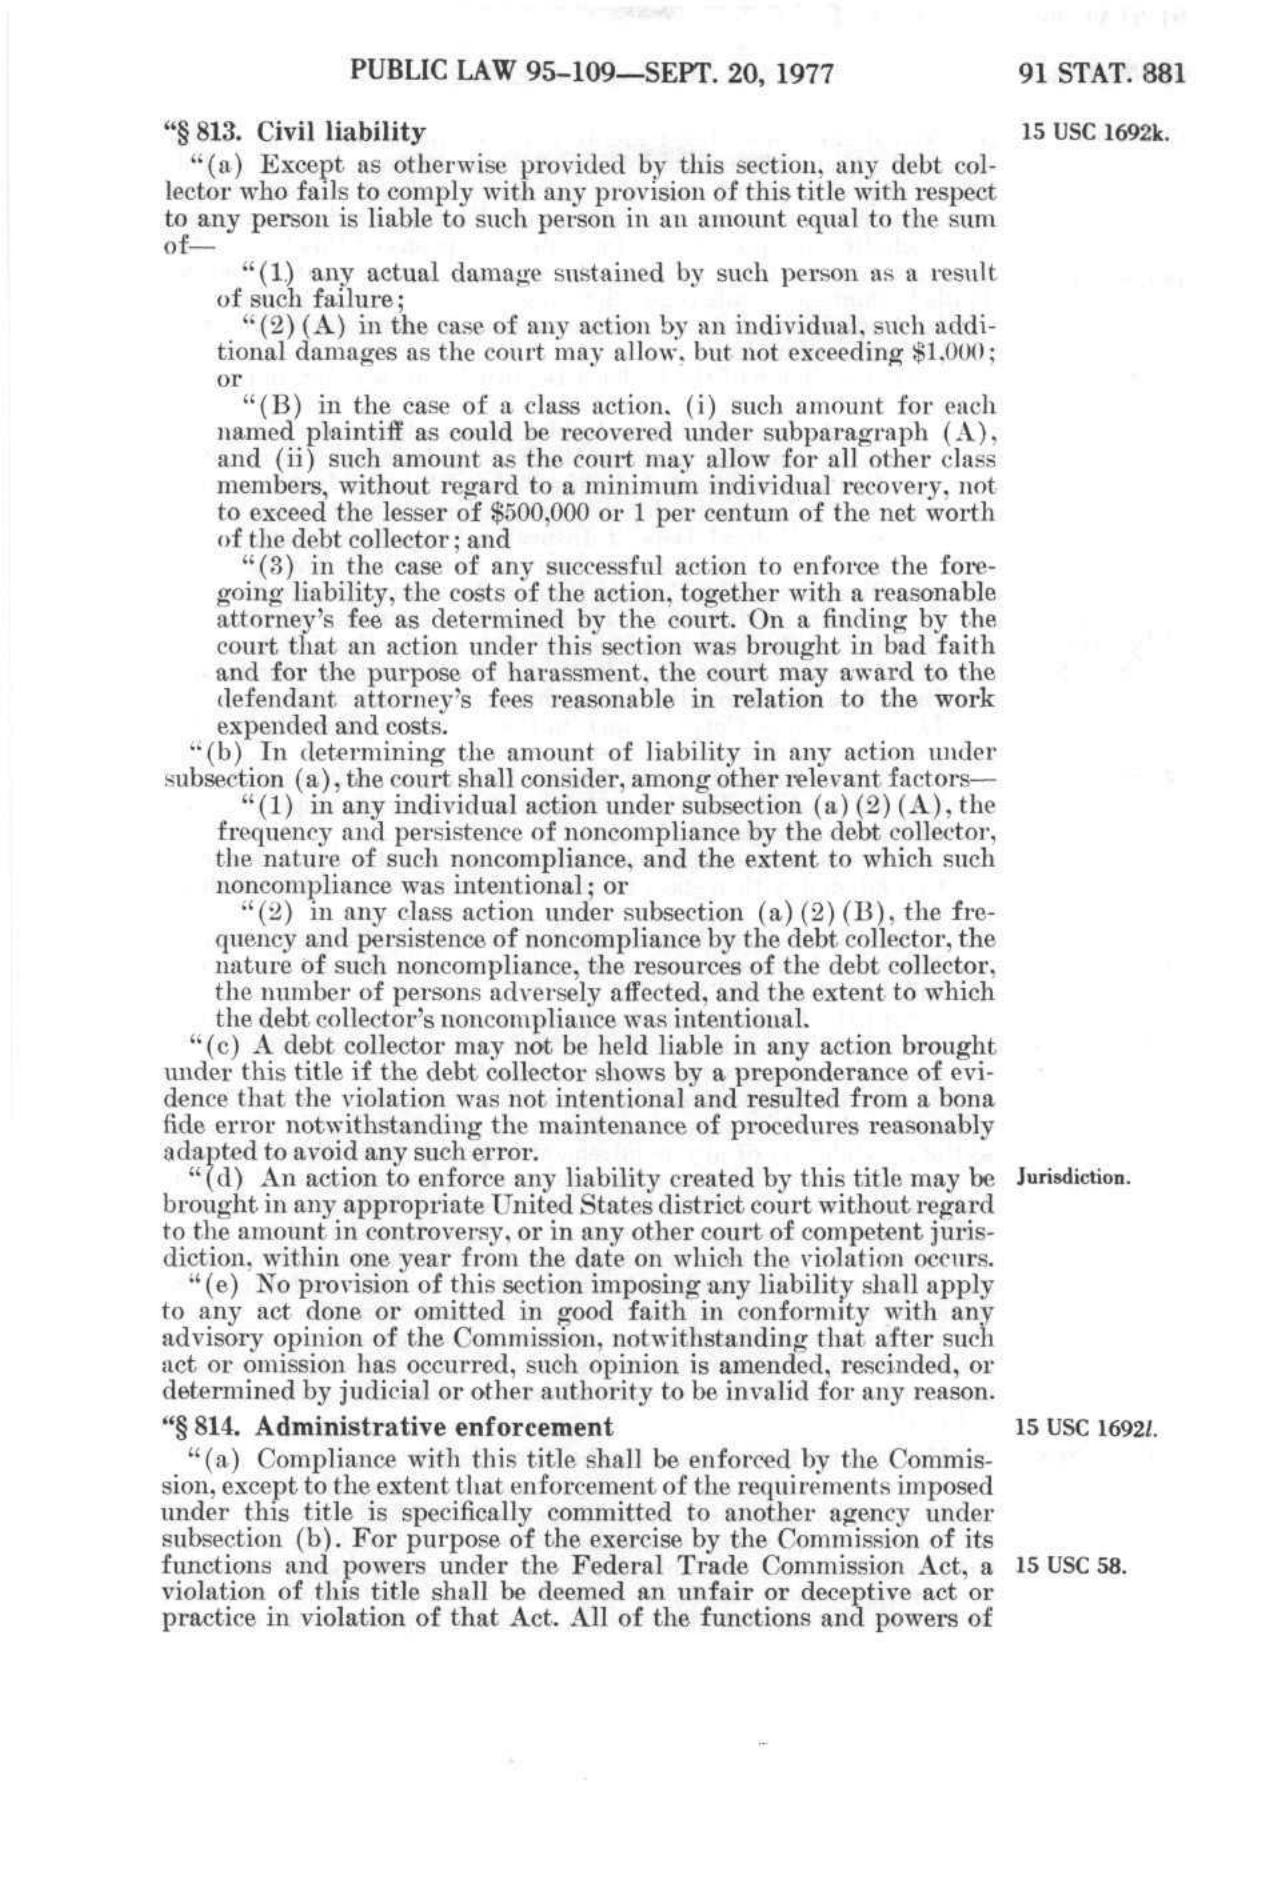 PUBLIC LAW 95-109—SEPT. 20, 1977 91 STAT. 881
“§ 813. Civil liability 15 USC 1692k.
“(a) Except as otherwise provided by this section, any debt col-
lector who fails to comply with any provision of this title with respect
to any person is liable to such person in an amount equal to the sum
of—
“(1) any actual damage sustained by such person as a result
of such failure;
“(2) (A) in the case of any action by an individual, such addi-
tional damages as the court may allow, but not exceeding $1,000;
or
“(B) in the case of a class action, (i) such amount for each
named plaintiff as could be recovered under subparagraph (A),
and (ii) such amount as the court may allow for all other class
members, without regard to a minimum individual recovery, not
to exceed the lesser of $500,000 or 1 per centum of the net worth
of the debt collector; and
“(3) in the case of any successful action to enforce the fore-
going liability, the costs of the action, together with a reasonable
attorney’s fee as determined by the court. On a finding by the
court that an action under this section was brought in bad faith
and for the purpose of harassment, the court may award to the
defendant attorney’s fees reasonable in relation to the work
expended and costs.
“(b) In determining the amount of liability in any action under
subsection (a), the court shall consider, among other relevant factors—
“(1) in any individual action under subsection (a) (2) (A), the
frequency and persistence of noncompliance by the debt collector,
the nature of such noncompliance, and the extent to which such
noncompliance was intentional; or
“(2) in any class action under subsection (a) (2) (B), the fre-
quency and persistence of noncompliance by the debt collector, the
nature of such noncompliance, the resources of the debt collector,
the number of persons adversely affected, and the extent to which
the debt collector’s noncompliance was intentional.
“(c) A debt collector may not be held liable in any action brought
under this title if the debt collector shows by a preponderance of evi-
dence that the violation was not intentional and resulted from a bona
fide error notwithstanding the maintenance of procedures reasonably
adapted to avoid any such error.
“(d) An action to enforce any liability created by this title may be Jurisdiction.
brought in any appropriate United States district court without regard
to the amount in controversy, or in any other court of competent juris-
diction, within one year from the date on which the violation occurs.
“(e) No provision of this section imposing any liability shall apply
to any act done or omitted in good faith in conformity with any
advisory opinion of the Commission, notwithstanding that after such
act or omission has occurred, such opinion is amended, rescinded, or
determined by judicial or other authority to be invalid for any reason.
“§ 814. Administrative enforcement 15 USC 1692l.
“(a) Compliance with this title shall be enforced by the Commis-
sion, except to the extent that enforcement of the requirements imposed
under this title is specifically committed to another agency under
subsection (b). For purpose of the exercise by the Commission of its
functions and powers under the Federal Trade Commission Act, a 15 USC 58.
violation of this title shall be deemed an unfair or deceptive act or
practice in violation of that Act. All of the functions and powers of